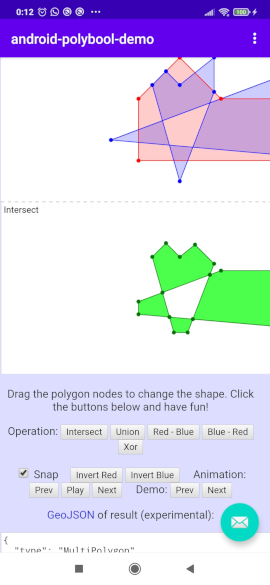 0:12 100
android-polybool-demo
Intersect
Drag the polygon nodes to change the shape. Click
the buttons below and have fun!
Operation: Intersect Union Red - Blue Blue - Red
Xor
Snap Invert Red Invert Blue Animation:
Prev Play Next Demo: Prev Next
GeoJSON of result (experimental):
{
"type": "MultiPolygon"